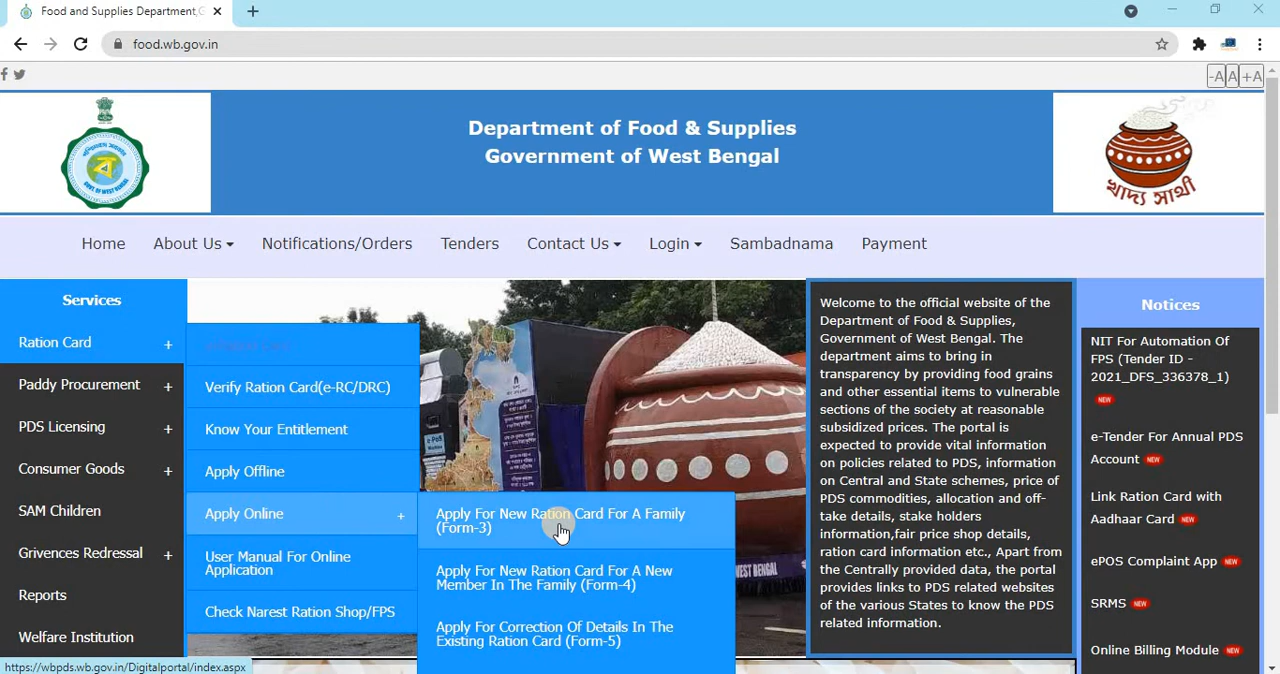 Food and Supplies Department,G
food.wb.gov.in
-A A +A
Department of Food & Supplies
Government of West Bengal
খাদ্য সাথী
Home About Us Notifications/Orders Tenders Contact Us Login Sambadnama Payment
Services
Ration Card +
Paddy Procurement +
PDS Licensing +
Consumer Goods +
SAM Children
Grivences Redressal +
Reports
Welfare Institution
Verify Ration Card(e-RC/DRC)
Know Your Entitlement
Apply Offline
Apply Online +
User Manual For Online
Application
Check Narest Ration Shop/FPS
Apply For New Ration Card For A Family
(Form-3)
Apply For New Ration Card For A New
Member In The Family (Form-4)
Apply For Correction Of Details In The
Existing Ration Card (Form-5)
Welcome to the official website of the
Department of Food & Supplies,
Government of West Bengal. The
department aims to bring in
transparency by providing food grains
and other essential items to vulnerable
sections of the society at reasonable
subsidized prices. The portal is
expected to provide vital information
on policies related to PDS, information
on Central and State schemes, price of
PDS commodities, allocation and off-
take details, stake holders
information,fair price shop details,
ration card information etc., Apart from
the Centrally provided data, the portal
provides links to PDS related websites
of the various States to know the PDS
related information.
Notices
NIT For Automation Of
FPS (Tender ID -
2021_DFS_336378_1)
NEW
e-Tender For Annual PDS
Account NEW
Link Ration Card with
Aadhaar Card NEW
ePOS Complaint App NEW
SRMS NEW
Online Billing Module NEW
https://wbpds.wb.gov.in/Digitalportal/index.aspx